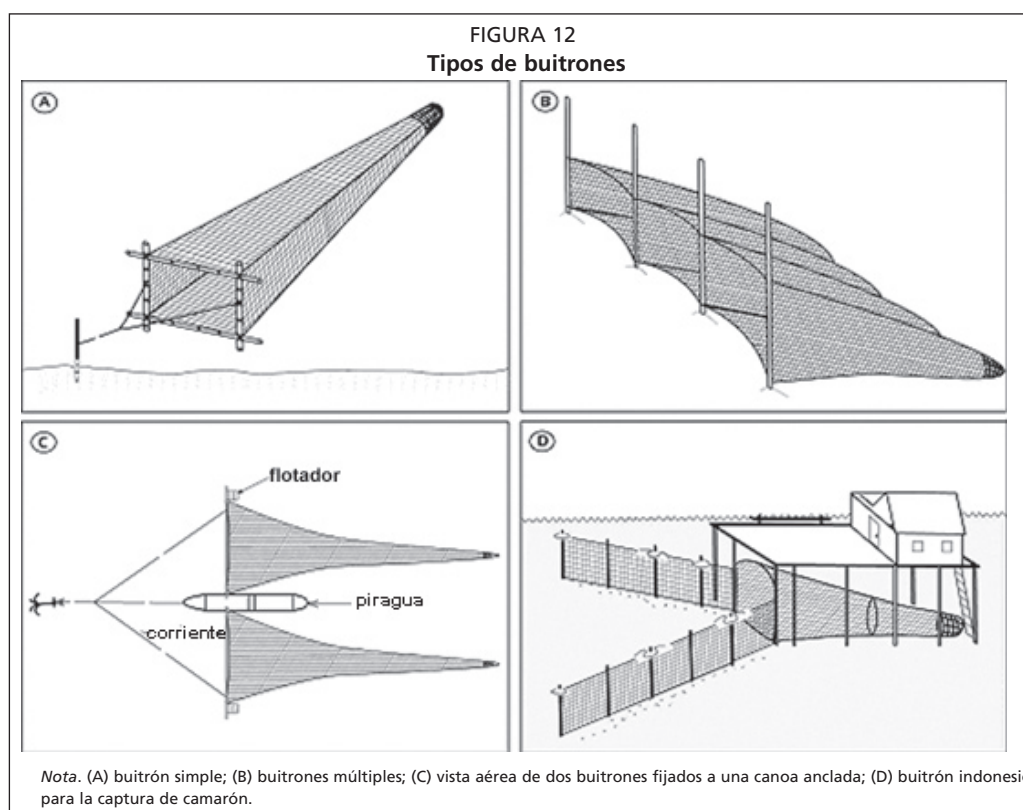 FIGURA 12
Tipos de buitrones
A
B
C
flotador
piragua
corriente
D
Nota. (A) buitrón simple; (B) buitrones múltiples; (C) vista aérea de dos buitrones fijados a una canoa anclada; (D) buitrón indonesi
para la captura de camarón.